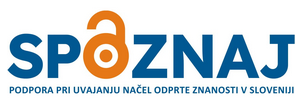 SPOZNAJ
PODPORA PRI UVAJANJU NAČEL ODPRTE ZNANOSTI V SLOVENIJI